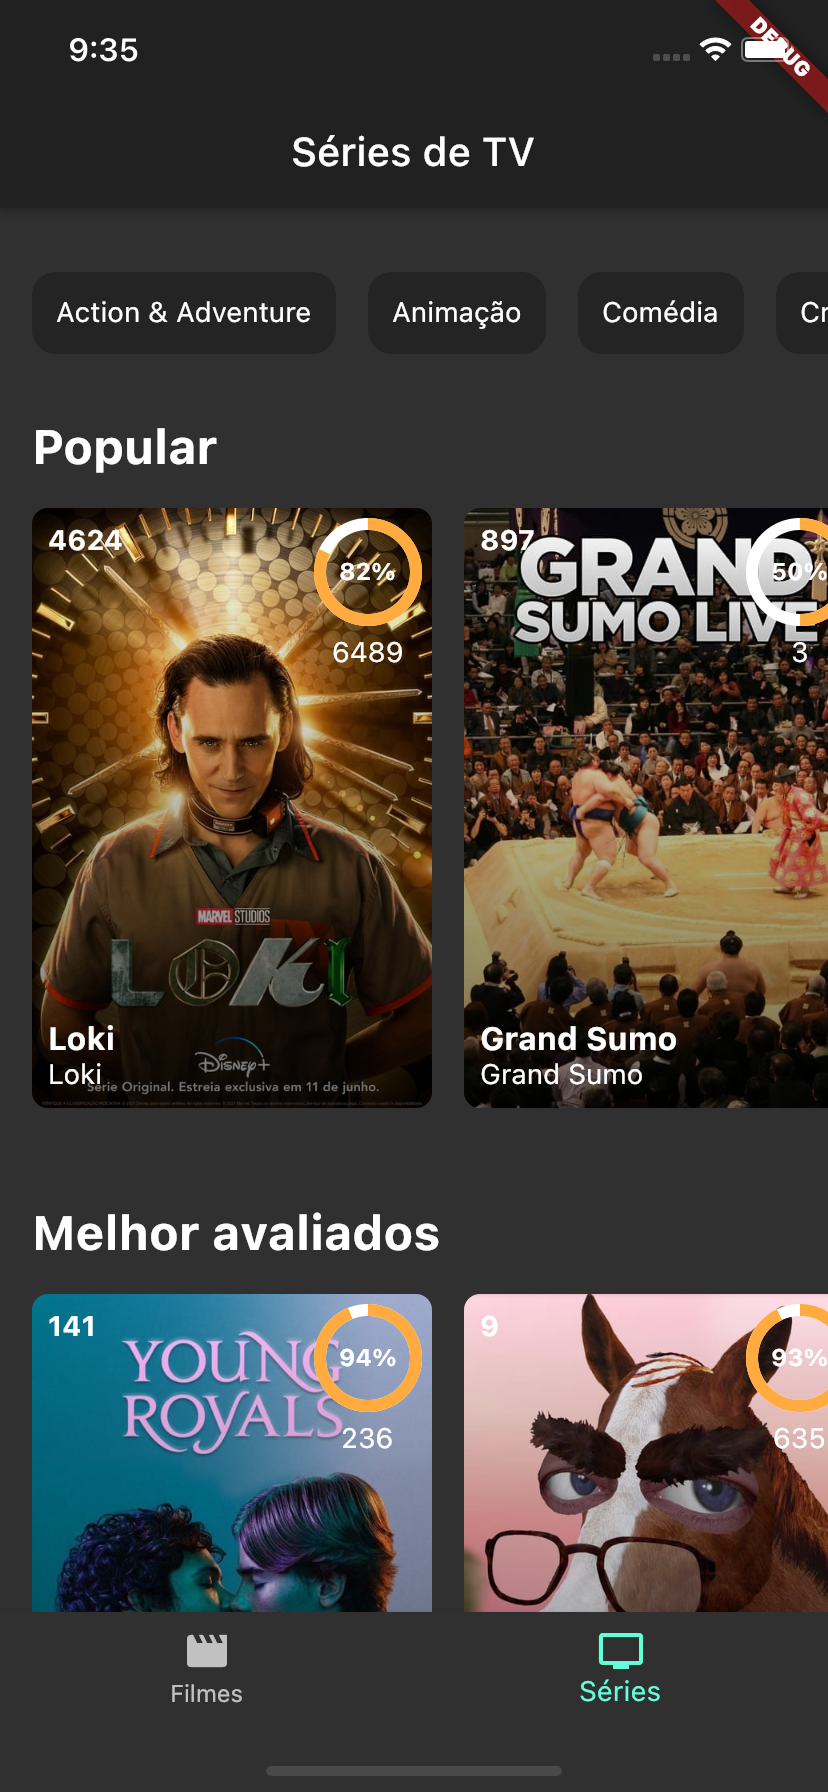 9:35
DEBUG
Séries de TV
Action & Adventure
Animação
Comédia
Cr
Popular
4624
82%
6489
MARVEL STUDIOS
LOKI
Loki
Disney+
Loki
Série Original. Estreia exclusiva em 11 de junho.
897
GRAND
50%
SUMO LIVE
3
Grand Sumo
Grand Sumo
Melhor avaliados
141
94%
YOUNG
ROYALS
236
9
93%
635
Filmes
Séries